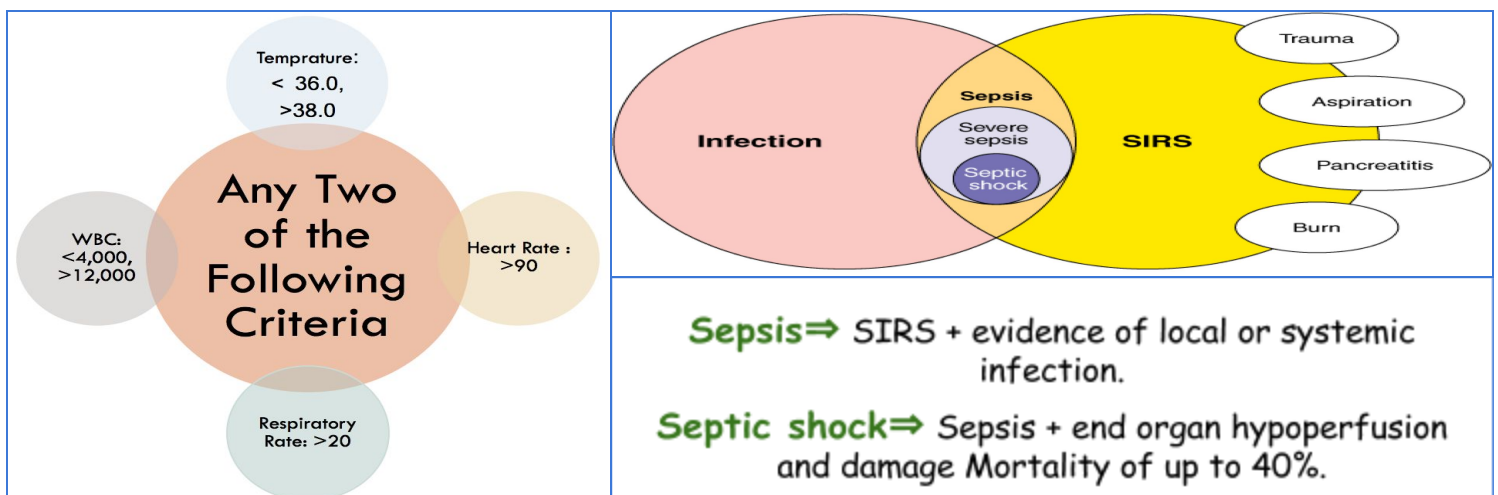 Temprature:
< 36.0,
>38.0
Any Two
of the
Following
Criteria
WBC:
<4,000,
>12,000
Heart Rate :
>90
Respiratory
Rate: >20
Infection
Sepsis
Severe
sepsis
Septic
shock
SIRS
Trauma
Aspiration
Pancreatitis
Burn
Sepsis⇒ SIRS + evidence of local or systemic
infection.
Septic shock⇒ Sepsis + end organ hypoperfusion
and damage Mortality of up to 40%.